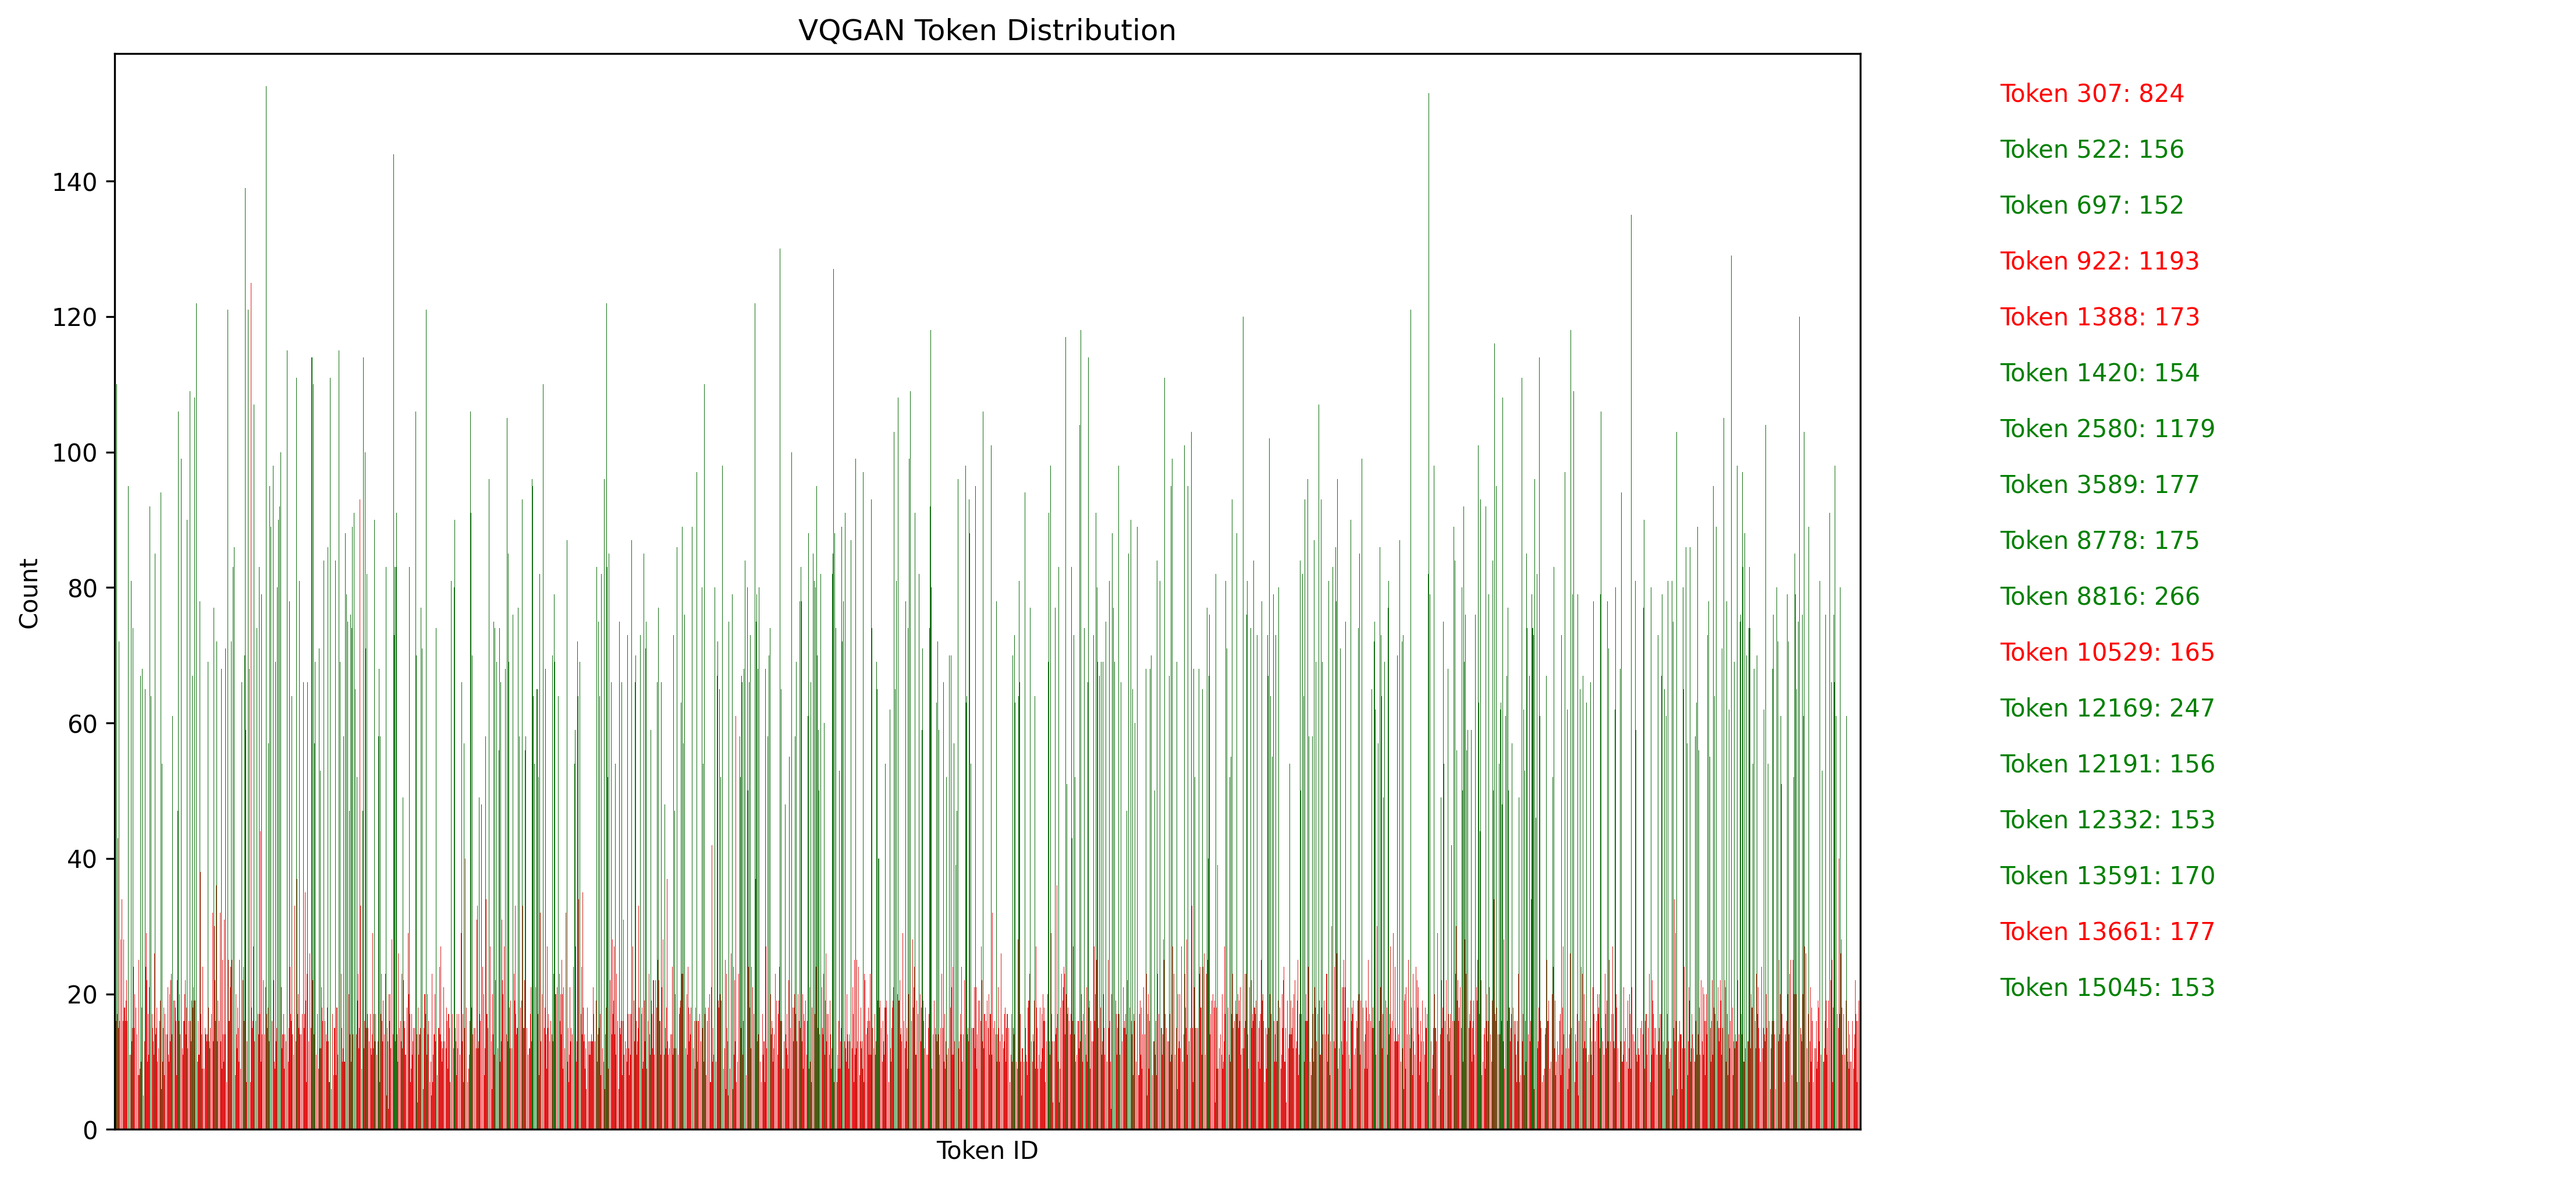 VQGAN Token Distribution
140
120
100
80
60
40
20
0
Count
Token ID
Token 307: 824
Token 522: 156
Token 697: 152
Token 922: 1193
Token 1388: 173
Token 1420: 154
Token 2580: 1179
Token 3589: 177
Token 8778: 175
Token 8816: 266
Token 10529: 165
Token 12169: 247
Token 12191: 156
Token 12332: 153
Token 13591: 170
Token 13661: 177
Token 15045: 153